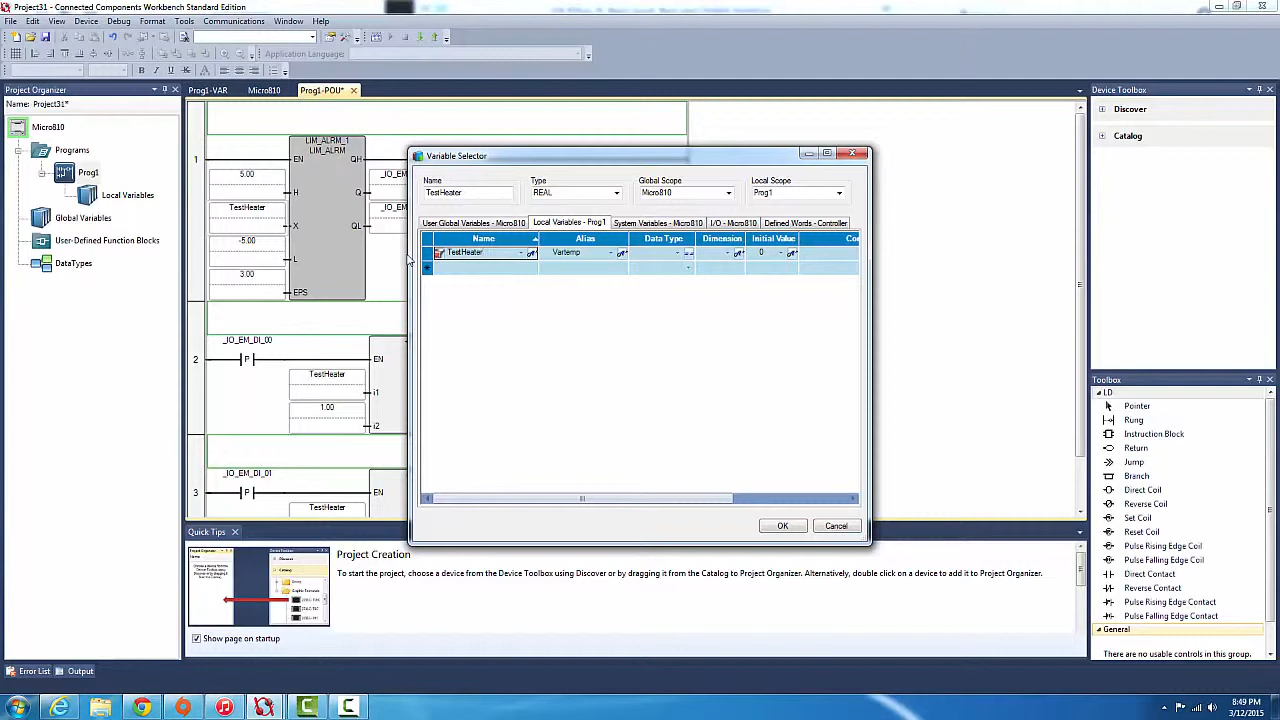 Project31 - Connected Components Workbench Standard Edition
File Edit View Device Debug Format Tools Communications Window Help
Application Language:
Project Organizer
Name: Project31*
Micro810
Programs
Prog1
Local Variables
Global Variables
User-Defined Function Blocks
DataTypes
Prog1-VAR Micro810 Prog1-POU*
1
LIM_ALRM_1
LIM_ALRM
EN QH
5.00
H Q
TestHeater
X QL
-5.00
L
3.00
EPS
2
_IO_EM_DI_00
P
EN
TestHeater
i1
1.00
i2
3
_IO_EM_DI_01
P
EN
TestHeater
Variable Selector
Name Type Global Scope Local Scope
TestHeater REAL Micro810 Prog1
User Global Variables - Micro810 Local Variables - Prog1 System Variables - Micro810 I/O - Micro810 Defined Words - Controller
Name Alias Data Type Dimension Initial Value
TestHeater Vartemp 0
OK Cancel
Quick Tips
Project Creation
To start the project, choose a device from the Device Toolbox within Discover or by dragging it from the Catalog to Project Organizer. Alternatively, double click on a device to add it to Project Organizer.
Show page on startup
Error List Output
Device Toolbox
Discover
Catalog
Toolbox
LD
Pointer
Rung
Instruction Block
Return
Jump
Branch
Direct Coil
Reverse Coil
Set Coil
Reset Coil
Pulse Rising Edge Coil
Pulse Falling Edge Coil
Direct Contact
Reverse Contact
Pulse Rising Edge Contact
Pulse Falling Edge Contact
General
There are no usable controls in this group.
8:49 PM
3/12/2015